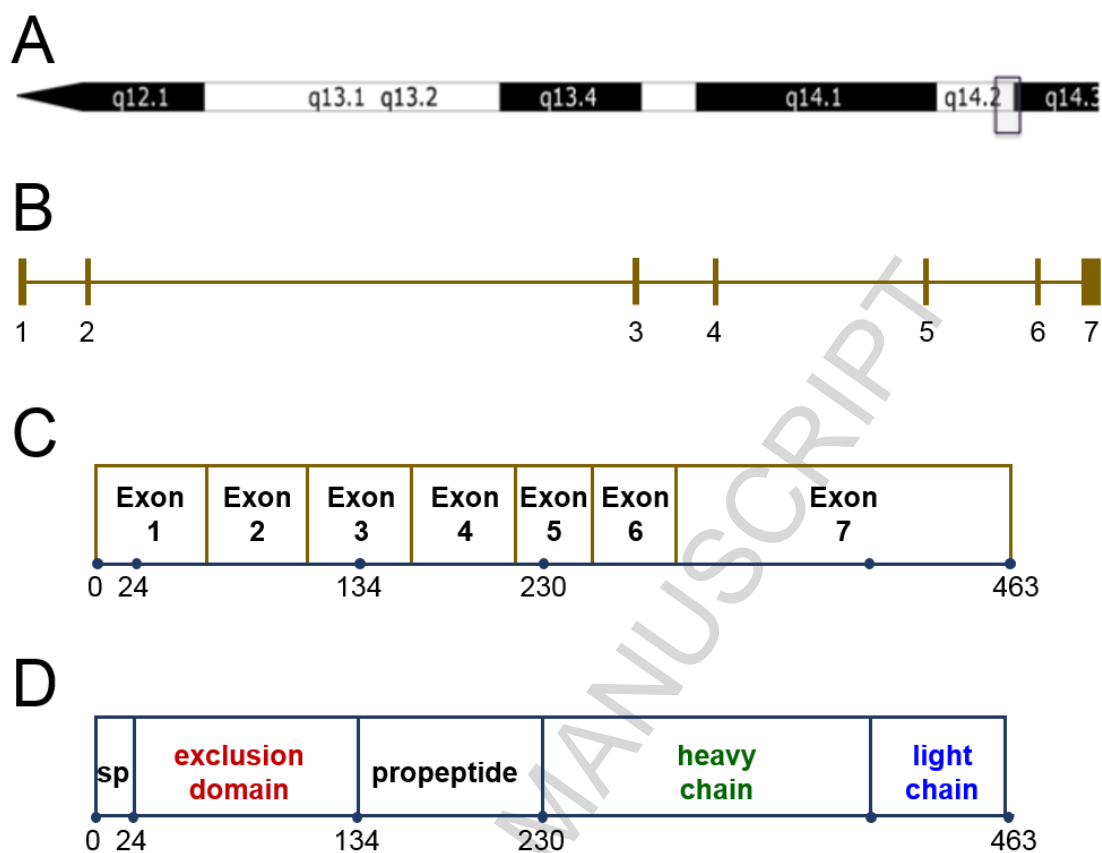 A
q12.1 q13.1 q13.2 q13.4 q14.1 q14.2 q14.3
B
1 2 3 4 5 6 7
C
Exon Exon Exon Exon Exon Exon Exon
1 2 3 4 5 6 7
0 24 134 230 463
MANUSCRIPT
D
exclusion heavy light
sp domain propeptide chain chain
0 24 134 230 463